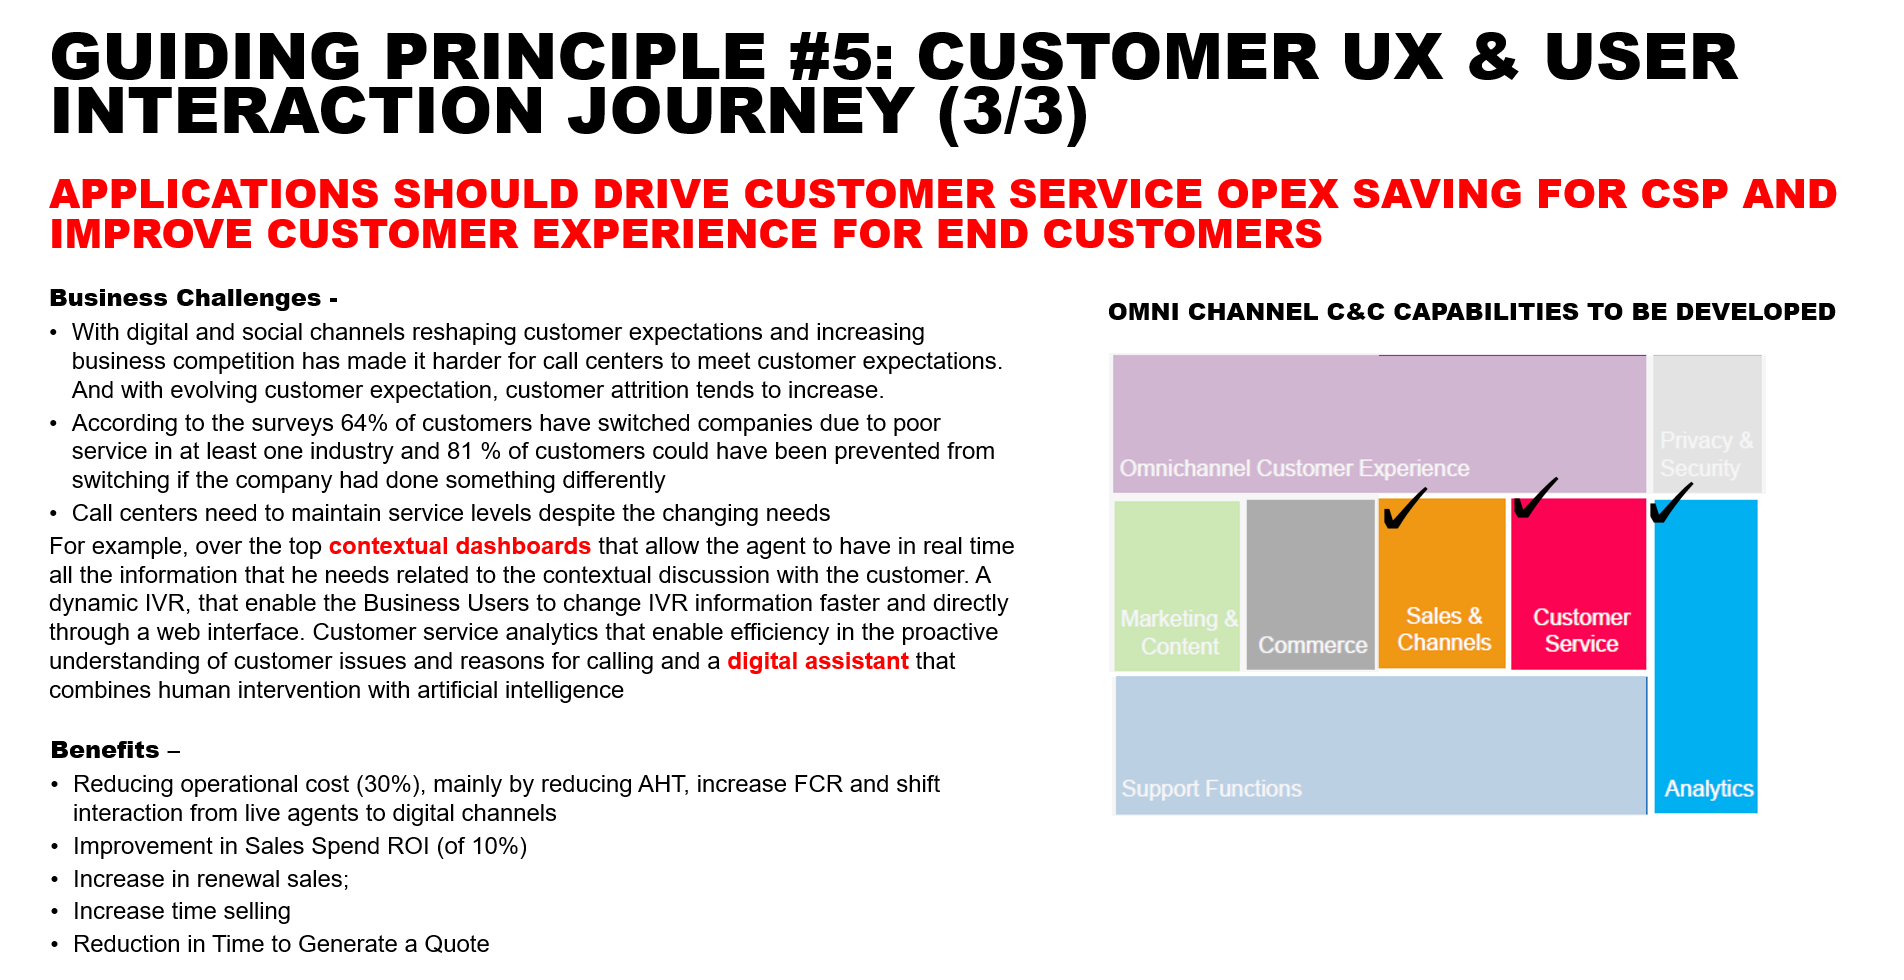 GUIDING PRINCIPLE #5: CUSTOMER UX & USER
INTERACTION JOURNEY (3/3)
APPLICATIONS SHOULD DRIVE CUSTOMER SERVICE OPEX SAVING FOR CSP AND
IMPROVE CUSTOMER EXPERIENCE FOR END CUSTOMERS
Business Challenges -
• With digital and social channels reshaping customer expectations and increasing
business competition has made it harder for call centers to meet customer expectations.
And with evolving customer expectation, customer attrition tends to increase.
• According to the surveys 64% of customers have switched companies due to poor
service in at least one industry and 81 % of customers could have been prevented from
switching if the company had done something differently
• Call centers need to maintain service levels despite the changing needs
For example, over the top contextual dashboards that allow the agent to have in real time
all the information that he needs related to the contextual discussion with the customer. A
dynamic IVR, that enable the Business Users to change IVR information faster and directly
through a web interface. Customer service analytics that enable efficiency in the proactive
understanding of customer issues and reasons for calling and a digital assistant that
combines human intervention with artificial intelligence
Benefits –
• Reducing operational cost (30%), mainly by reducing AHT, increase FCR and shift
interaction from live agents to digital channels
• Improvement in Sales Spend ROI (of 10%)
• Increase in renewal sales;
• Increase time selling
• Reduction in Time to Generate a Quote
OMNI CHANNEL C&C CAPABILITIES TO BE DEVELOPED
Omnichannel Customer Experience
Privacy &
Security
Marketing &
Content
Commerce
Sales &
Channels
Customer
Service
Support Functions
Analytics